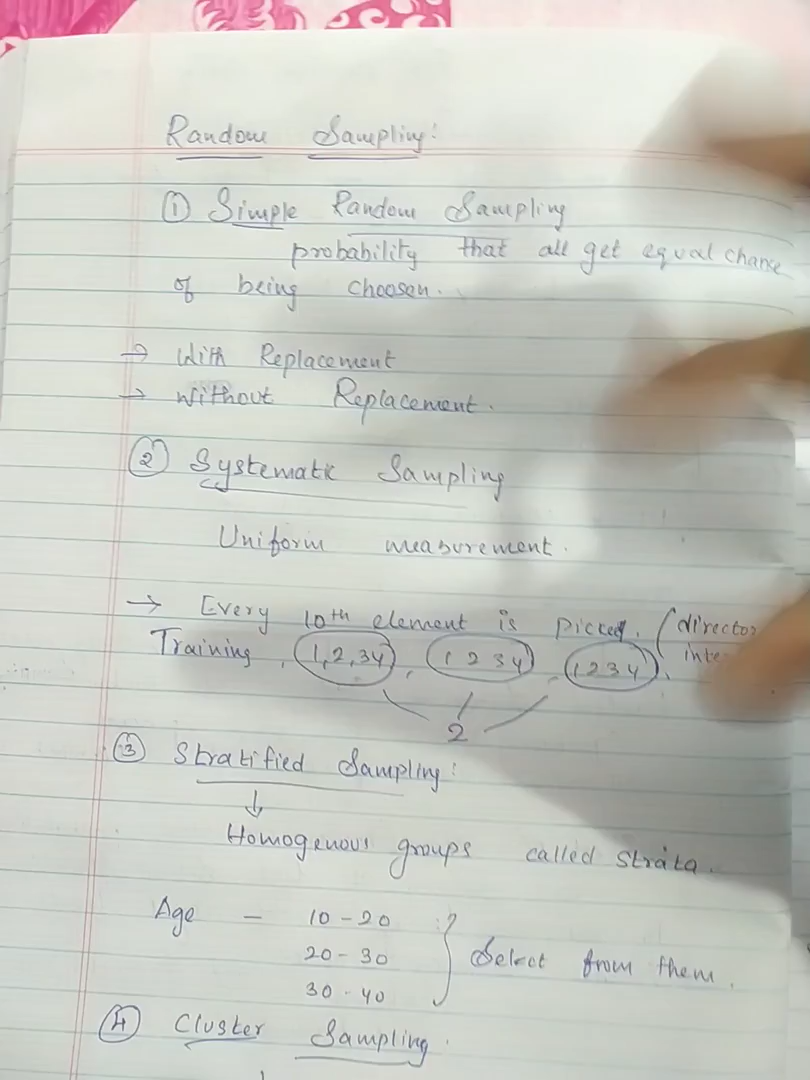 Random Sampling:
① Simple Random Sampling
probability that all get equal chance
of being choosen.
→ With Replacement
→ Without Replacement.
② Systematic Sampling
Uniform measurement.
→ Every 10th element is picked. (director
Training, (1,2,34), (1 2 3 4), (1 2 3 4).
2
③ Stratified Sampling:
↓
Homogenous groups called strata.
Age - 10-20
20-30
30-40
} Select from them.
④ Cluster Sampling.